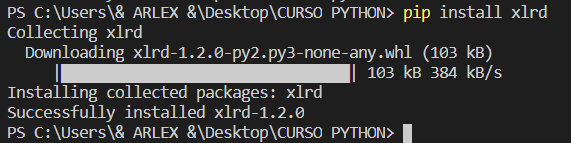 PS C:\Users\& ARLEX &\Desktop\CURSO PYTHON> pip install xlrd
Collecting xlrd
  Downloading xlrd-1.2.0-py2.py3-none-any.whl (103 kB)
     |████████████████████████████████| 103 kB 384 kB/s
Installing collected packages: xlrd
Successfully installed xlrd-1.2.0
PS C:\Users\& ARLEX &\Desktop\CURSO PYTHON>